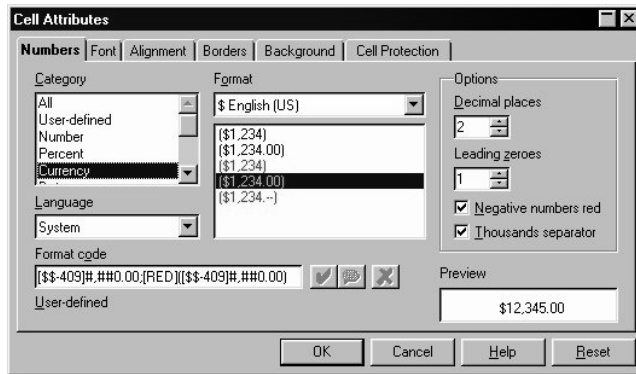 Cell Attributes
Numbers Font Alignment Borders Background Cell Protection
Category
All
User-defined
Number
Percent
Currency
Language
System
Format
$ English (US)
($1,234)
($1,234.00)
($1,234)
($1,234.00)
($1,234.--)
Options
Decimal places
2
Leading zeroes
1
Negative numbers red
Thousands separator
Format code
[$$-409]#,##0.00;[RED]([$$-409]#,##0.00)
User-defined
Preview
$12,345.00
OK Cancel Help Reset